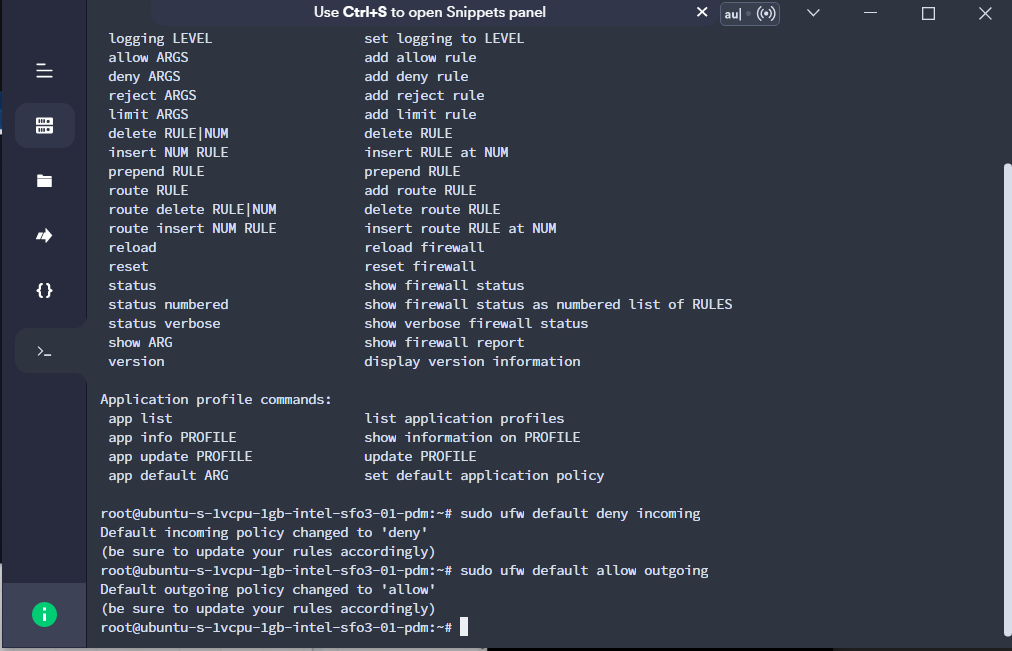 Use Ctrl+S to open Snippets panel
au|
logging LEVEL set logging to LEVEL
allow ARGS add allow rule
deny ARGS add deny rule
reject ARGS add reject rule
limit ARGS add limit rule
delete RULE|NUM delete RULE
insert NUM RULE insert RULE at NUM
prepend RULE prepend RULE
route RULE add route RULE
route delete RULE|NUM delete route RULE
route insert NUM RULE insert route RULE at NUM
reload reload firewall
reset reset firewall
status show firewall status
status numbered show firewall status as numbered list of RULES
status verbose show verbose firewall status
show ARG show firewall report
version display version information
Application profile commands:
app list list application profiles
app info PROFILE show information on PROFILE
app update PROFILE update PROFILE
app default ARG set default application policy
root@ubuntu-s-1vcpu-1gb-intel-sfo3-01-pdm:~# sudo ufw default deny incoming
Default incoming policy changed to 'deny'
(be sure to update your rules accordingly)
root@ubuntu-s-1vcpu-1gb-intel-sfo3-01-pdm:~# sudo ufw default allow outgoing
Default outgoing policy changed to 'allow'
(be sure to update your rules accordingly)
root@ubuntu-s-1vcpu-1gb-intel-sfo3-01-pdm:~#